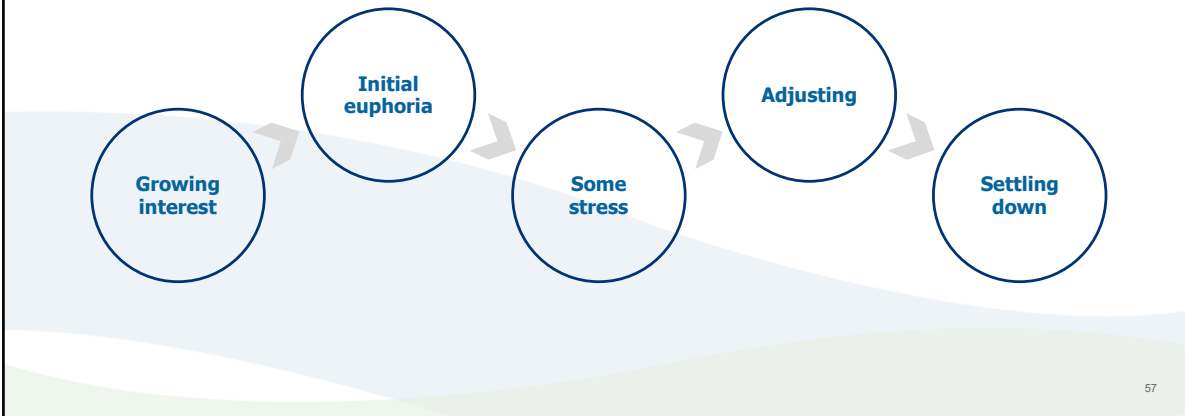 Growing
interest
Initial
euphoria
Some
stress
Adjusting
Settling
down
57